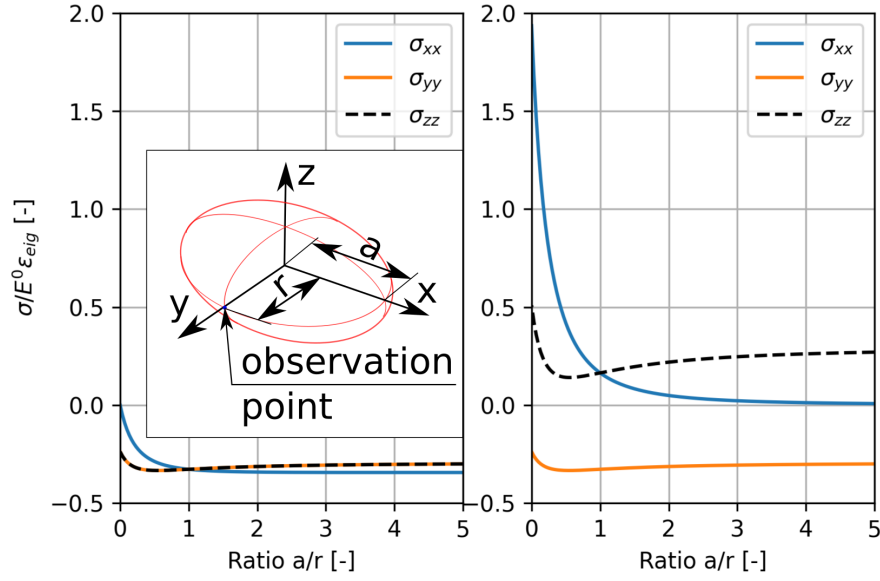 2.0
1.5
1.0
0.5
0.0
−0.5
0 1 2 3 4 5
Ratio a/r [-]
σ/E⁰ε_eig [-]
σ_xx
σ_yy
σ_zz
z
a
x
r
y
observation
point
2.0
1.5
1.0
0.5
0.0
−0.5
0 1 2 3 4 5
Ratio a/r [-]
σ_xx
σ_yy
σ_zz